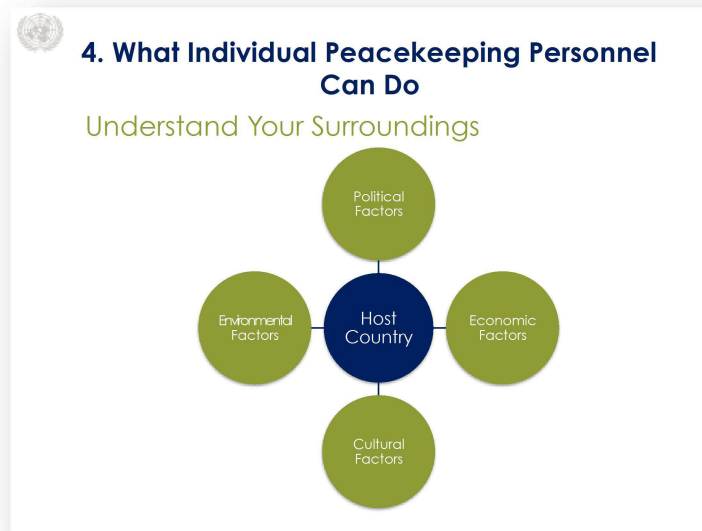 4. What Individual Peacekeeping Personnel
Can Do
Understand Your Surroundings
Political
Factors
Environmental
Factors
Host
Country
Economic
Factors
Cultural
Factors